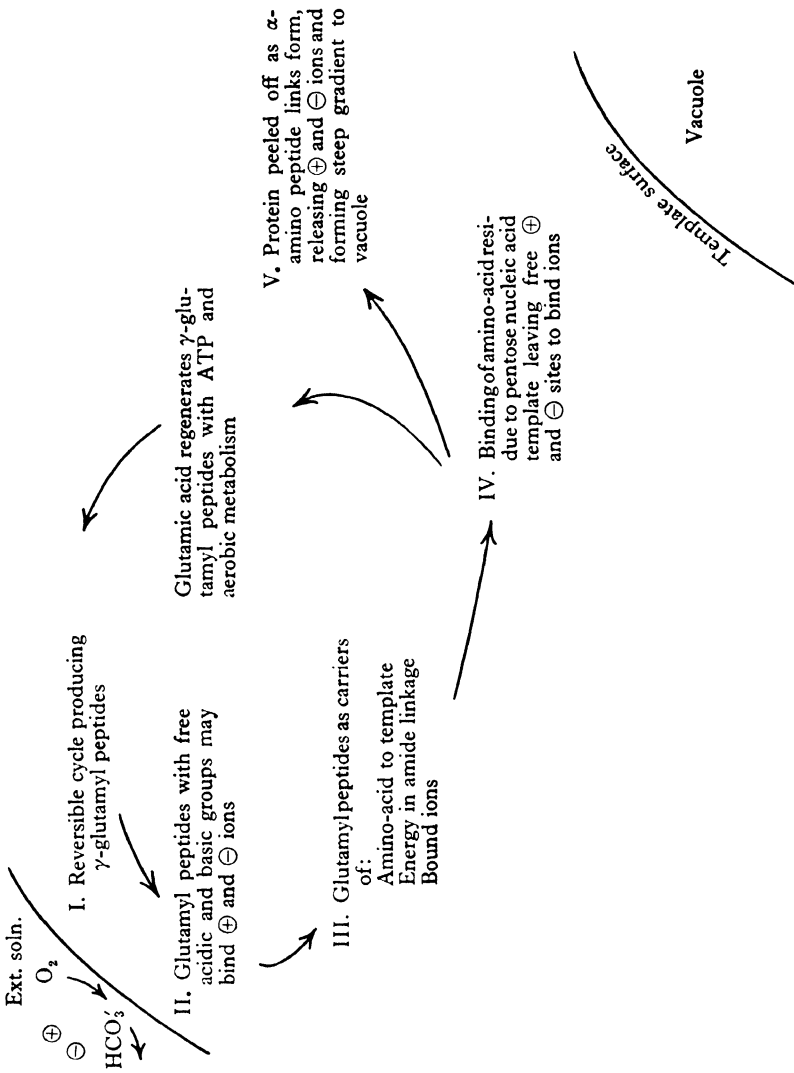 Ext. soln.
⊖ ⊕ O₂
HCO₃′
I. Reversible cycle producing
γ-glutamyl peptides
II. Glutamyl peptides with free
acidic and basic groups may
bind ⊕ and ⊖ ions
III. Glutamyl peptides as carriers
of:
Amino-acid to template
Energy in amide linkage
Bound ions
Glutamic acid regenerates γ-glu-
tamyl peptides with ATP and
aerobic metabolism
IV. Binding of amino-acid resi-
due to pentose nucleic acid
template leaving free ⊕
and ⊖ sites to bind ions
V. Protein peeled off as α-
amino peptide links form,
releasing ⊕ and ⊖ ions and
forming steep gradient to
vacuole
Template surface
Vacuole